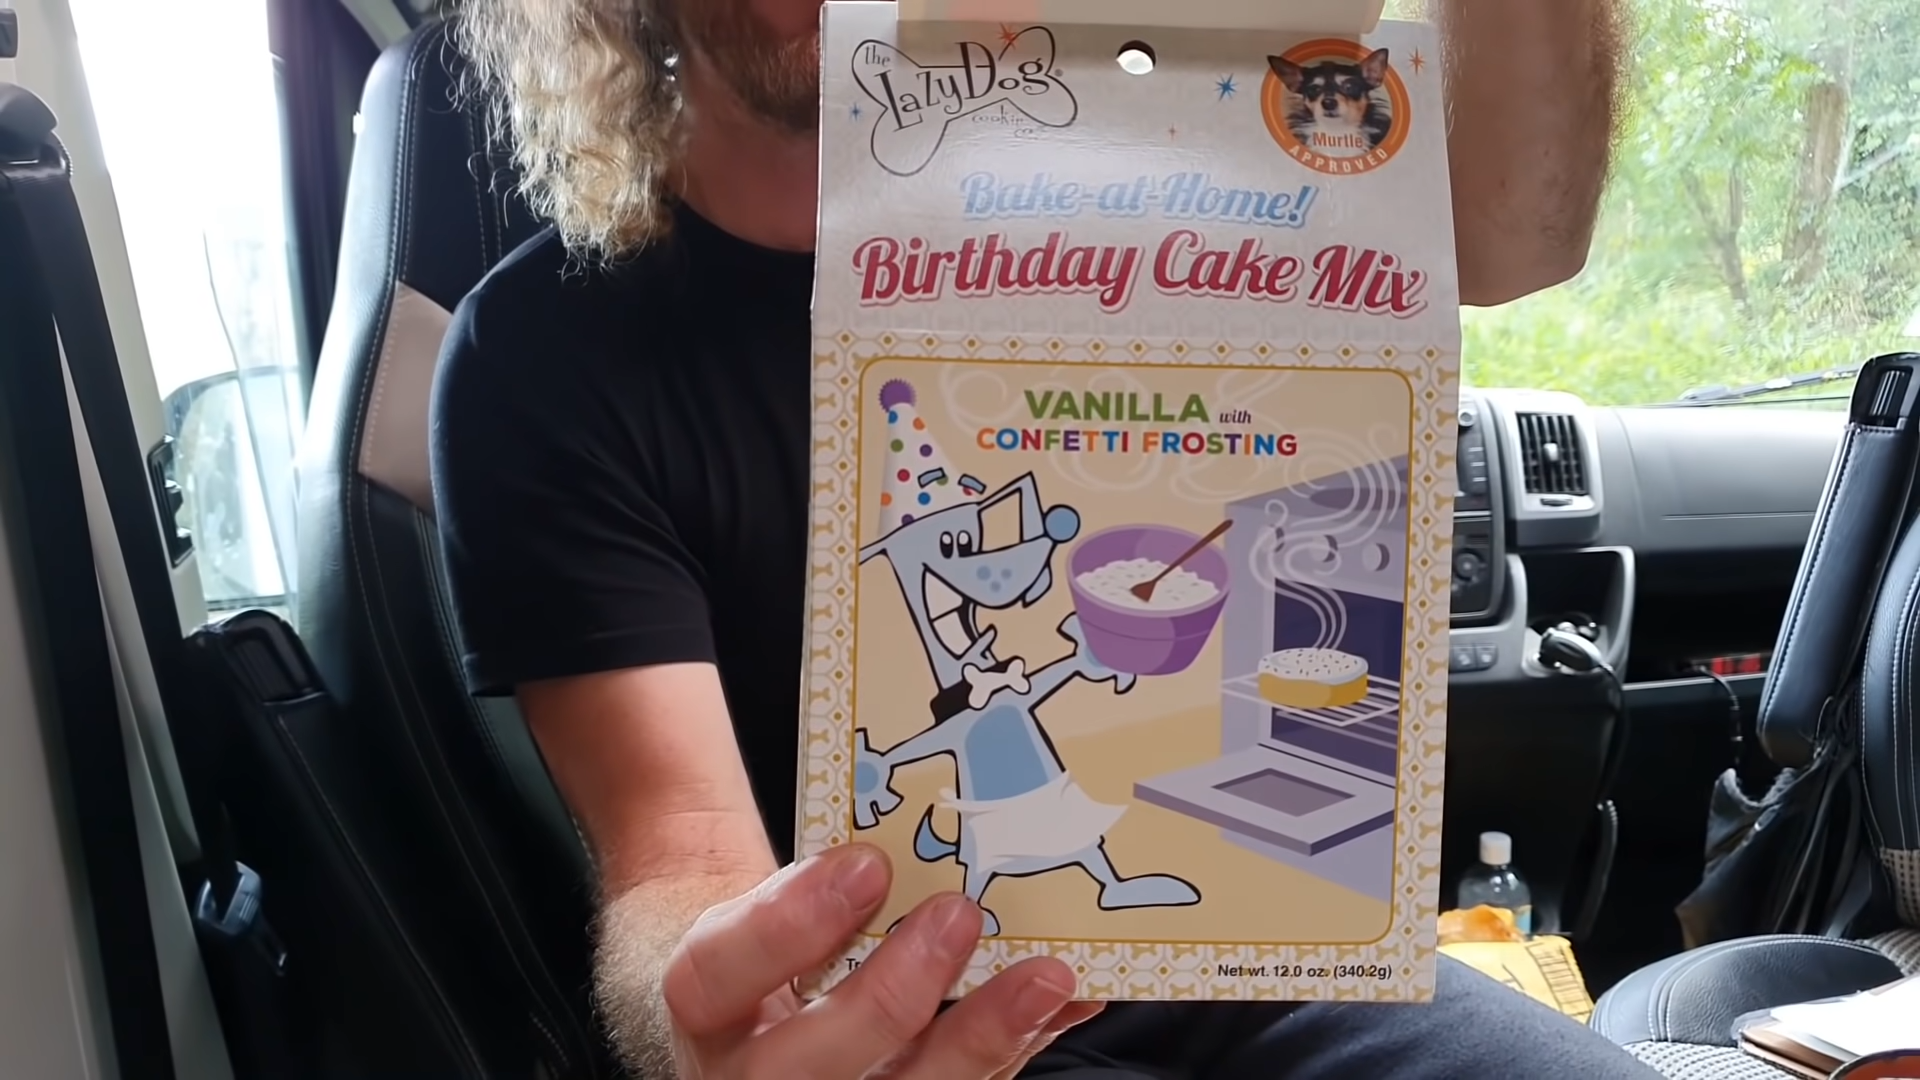 the
LazyDog
cookie co.
Murtle
APPROVED
Bake-at-Home!
Birthday Cake Mix
VANILLA with
CONFETTI FROSTING
Net wt. 12.0 oz. (340.2g)